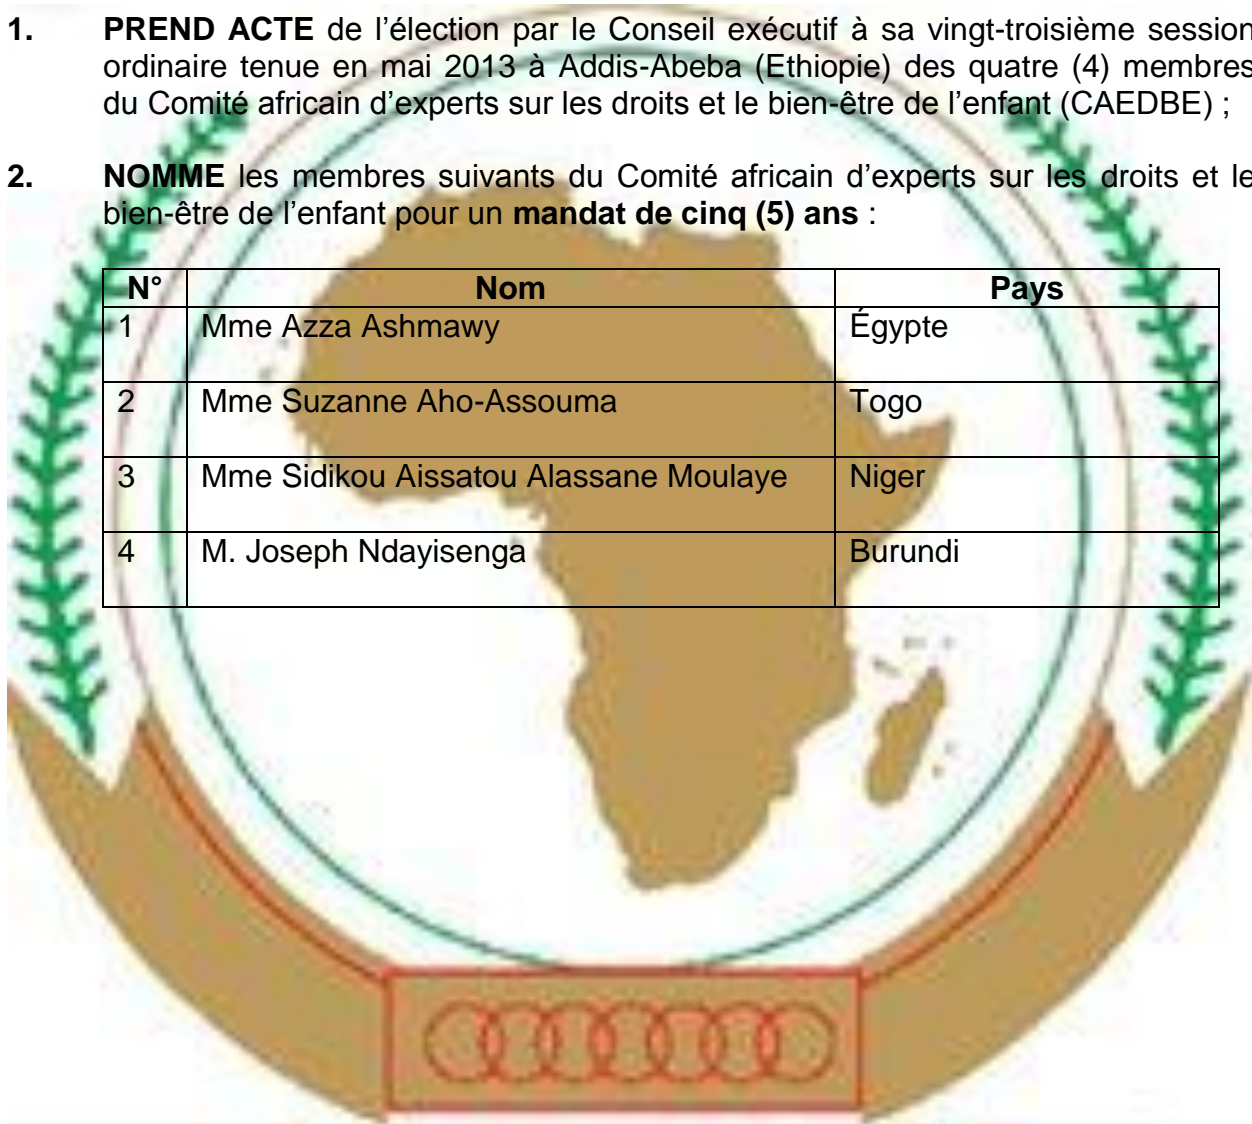 1. PREND ACTE de l’élection par le Conseil exécutif à sa vingt-troisième session
ordinaire tenue en mai 2013 à Addis-Abeba (Ethiopie) des quatre (4) membres
du Comité africain d’experts sur les droits et le bien-être de l’enfant (CAEDBE) ;
2. NOMME les membres suivants du Comité africain d’experts sur les droits et le
bien-être de l’enfant pour un mandat de cinq (5) ans :
N° Nom Pays
1 Mme Azza Ashmawy Égypte
2 Mme Suzanne Aho-Assouma Togo
3 Mme Sidikou Aissatou Alassane Moulaye Niger
4 M. Joseph Ndayisenga Burundi